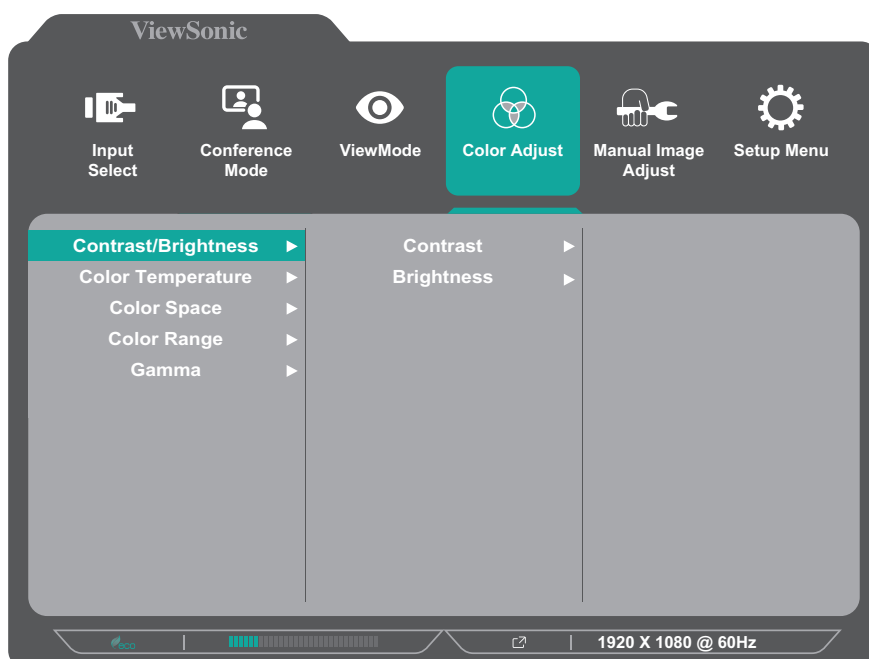 ViewSonic
Input
Select
Conference
Mode
ViewMode
Color Adjust
Manual Image
Adjust
Setup Menu
Contrast/Brightness
Color Temperature
Color Space
Color Range
Gamma
Contrast
Brightness
eco
1920 X 1080 @ 60Hz